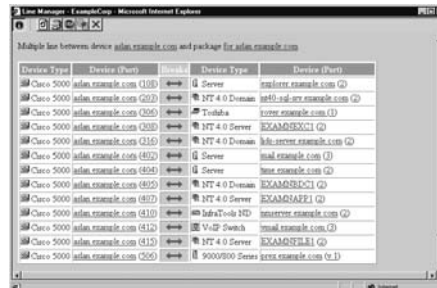 Line Manager - ExampleCorp - Microsoft Internet Explorer
Multiple line between device aslan.example.com and package for aslan.example.com
Device Type Device (Port) Breaks Device Type Device (Port)
Cisco 5000 aslan.example.com (108) Server explorer.example.com (2)
Cisco 5000 aslan.example.com (203) NT 4.0 Domain nt40-sql-srv.example.com (2)
Cisco 5000 aslan.example.com (306) Toshiba rover.example.com (1)
Cisco 5000 aslan.example.com (308) NT 4.0 Server EXAMNEXC1 (2)
Cisco 5000 aslan.example.com (316) NT 4.0 Domain server.example.com (2)
Cisco 5000 aslan.example.com (402) Server mail.example.com (3)
Cisco 5000 aslan.example.com (404) Server time.example.com (2)
Cisco 5000 aslan.example.com (405) NT 4.0 Domain EXAMNBDC1 (2)
Cisco 5000 aslan.example.com (407) NT 4.0 Server EXAMNAPP1 (2)
Cisco 5000 aslan.example.com (410) InfraTools ND nmserver.example.com (2)
Cisco 5000 aslan.example.com (412) VoIP Switch vmail.example.com (3)
Cisco 5000 aslan.example.com (415) NT 4.0 Server EXAMNFILE1 (2)
Cisco 5000 aslan.example.com (506) 9000/800 Series prez.example.com (v.1)
Internet